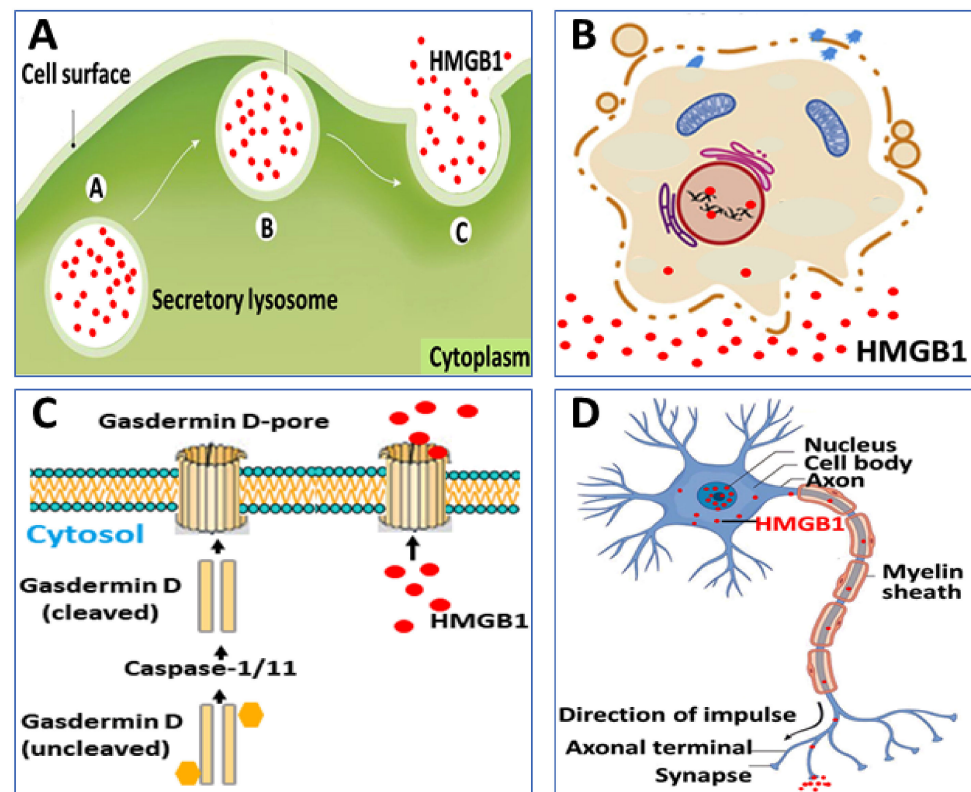 A
Cell surface
HMGB1
A
B
C
Secretory lysosome
Cytoplasm
B
HMGB1
C
Gasdermin D-pore
Cytosol
Gasdermin D
(cleaved)
HMGB1
Caspase-1/11
Gasdermin D
(uncleaved)
D
Nucleus
Cell body
Axon
HMGB1
Myelin
sheath
Direction of impulse
Axonal terminal
Synapse